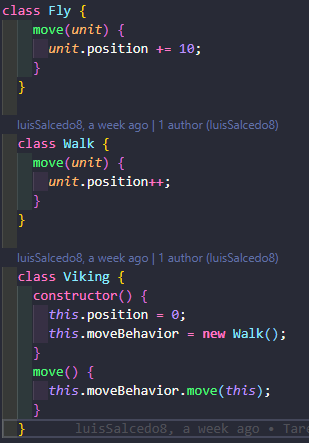 class Fly {
move(unit) {
unit.position += 10;
}
}
luisSalcedo8, a week ago | 1 author (luisSalcedo8)
class Walk {
move(unit) {
unit.position++;
}
}
luisSalcedo8, a week ago | 1 author (luisSalcedo8)
class Viking {
constructor() {
this.position = 0;
this.moveBehavior = new Walk();
}
move() {
this.moveBehavior.move(this);
}
} luisSalcedo8, a week ago •